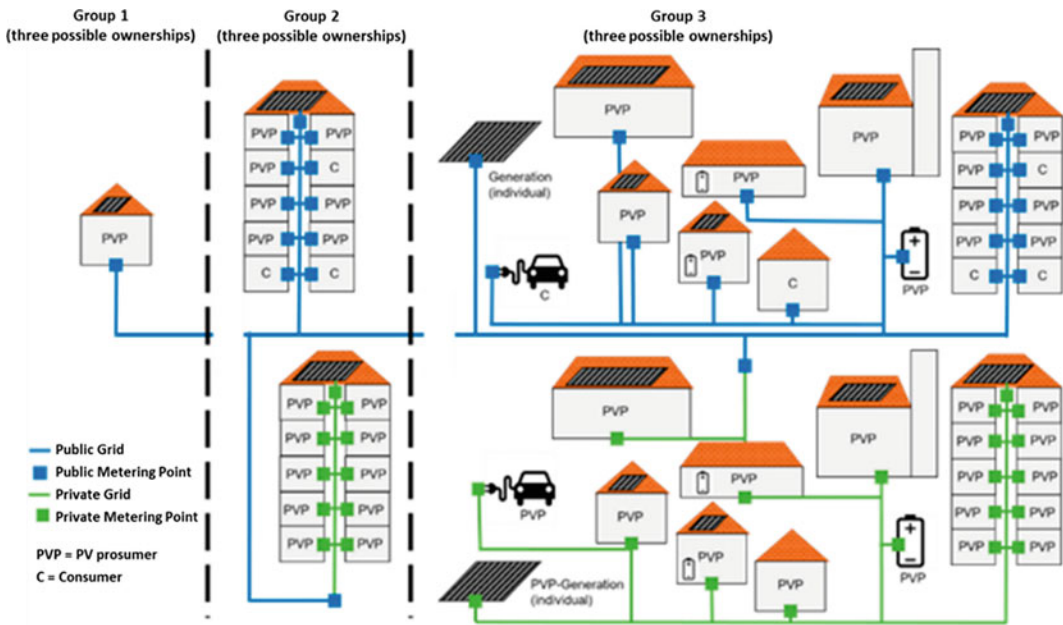 Group 1
(three possible ownerships)
Group 2
(three possible ownerships)
Group 3
(three possible ownerships)
PVP
PVP PVP
PVP C
PVP PVP
PVP PVP
C C
PVP PVP
PVP PVP
PVP PVP
PVP PVP
PVP PVP
Generation
(individual)
PVP
PVP
PVP
PVP
PVP
C
C
PVP
PVP PVP
PVP C
PVP PVP
PVP PVP
C C
PVP
PVP
PVP
PVP
PVP
PVP
PVP
PVP
PVP-Generation
(individual)
PVP PVP
PVP PVP
PVP PVP
PVP PVP
PVP PVP
Public Grid
Public Metering Point
Private Grid
Private Metering Point
PVP = PV prosumer
C = Consumer